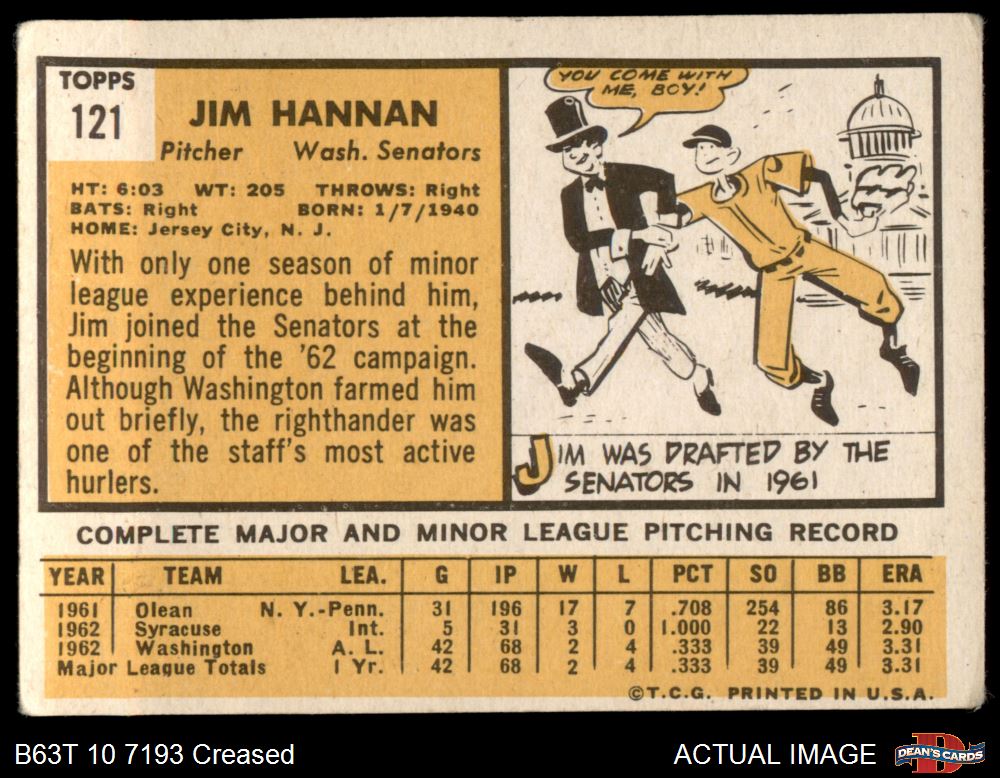 TOPPS
121
JIM HANNAN
Pitcher Wash. Senators
HT: 6:03 WT: 205 THROWS: Right
BATS: Right BORN: 1/7/1940
HOME: Jersey City, N. J.
With only one season of minor
league experience behind him,
Jim joined the Senators at the
beginning of the '62 campaign.
Although Washington farmed him
out briefly, the righthander was
one of the staff's most active
hurlers.
YOU COME WITH
ME, BOY!
JIM WAS DRAFTED BY THE
SENATORS IN 1961
COMPLETE MAJOR AND MINOR LEAGUE PITCHING RECORD
YEAR TEAM LEA. G IP W L PCT SO BB ERA
1961 Olean N. Y.-Penn. 31 196 17 7 .708 254 86 3.17
1962 Syracuse Int. 5 31 3 0 1.000 22 13 2.90
1962 Washington A. L. 42 68 2 4 .333 39 49 3.31
Major League Totals 1 Yr. 42 68 2 4 .333 39 49 3.31
©T.C.G. PRINTED IN U.S.A.
B63T 10 7193 Creased
ACTUAL IMAGE
DEAN'S CARDS